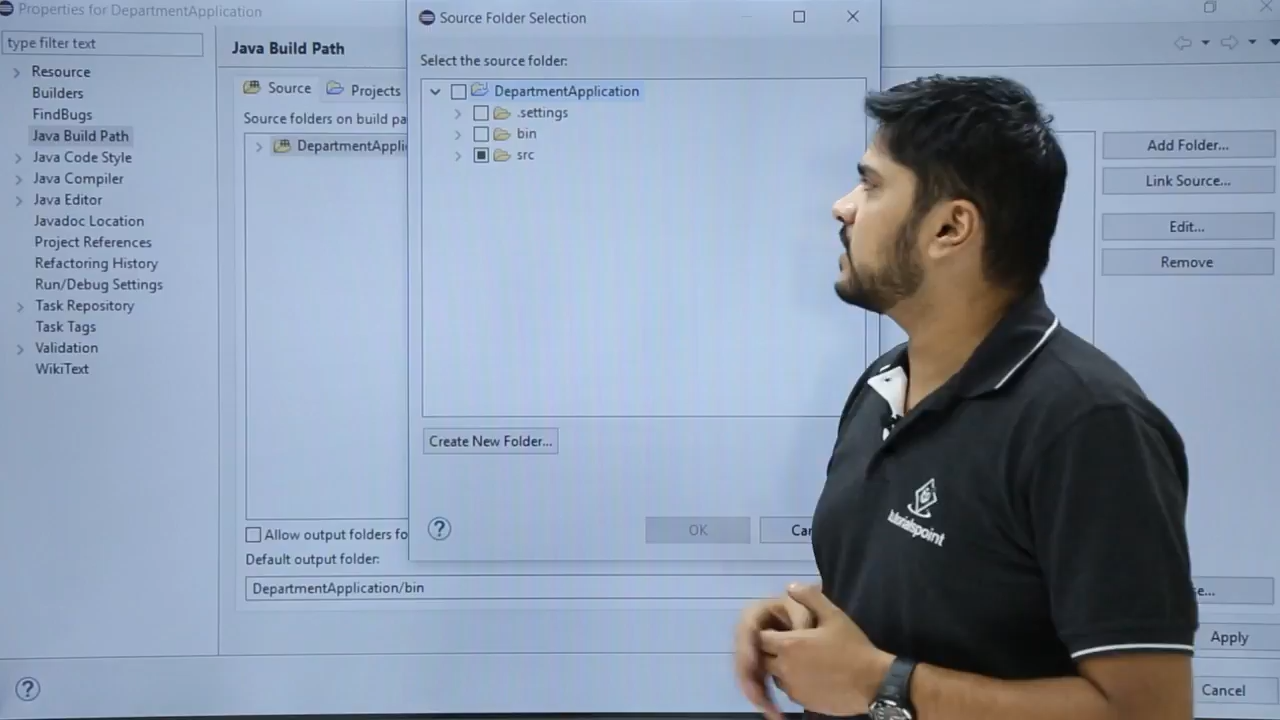 Properties for DepartmentApplication
type filter text
Resource
Builders
FindBugs
Java Build Path
Java Code Style
Java Compiler
Java Editor
Javadoc Location
Project References
Refactoring History
Run/Debug Settings
Task Repository
Task Tags
Validation
WikiText
Java Build Path
Source
Projects
Source folders on build pa
DepartmentAppli
Allow output folders fo
Default output folder:
DepartmentApplication/bin
Source Folder Selection
Select the source folder:
DepartmentApplication
.settings
bin
src
Create New Folder...
OK
Can
Add Folder...
Link Source...
Edit...
Remove
e...
Apply
Cancel
tutorialspoint